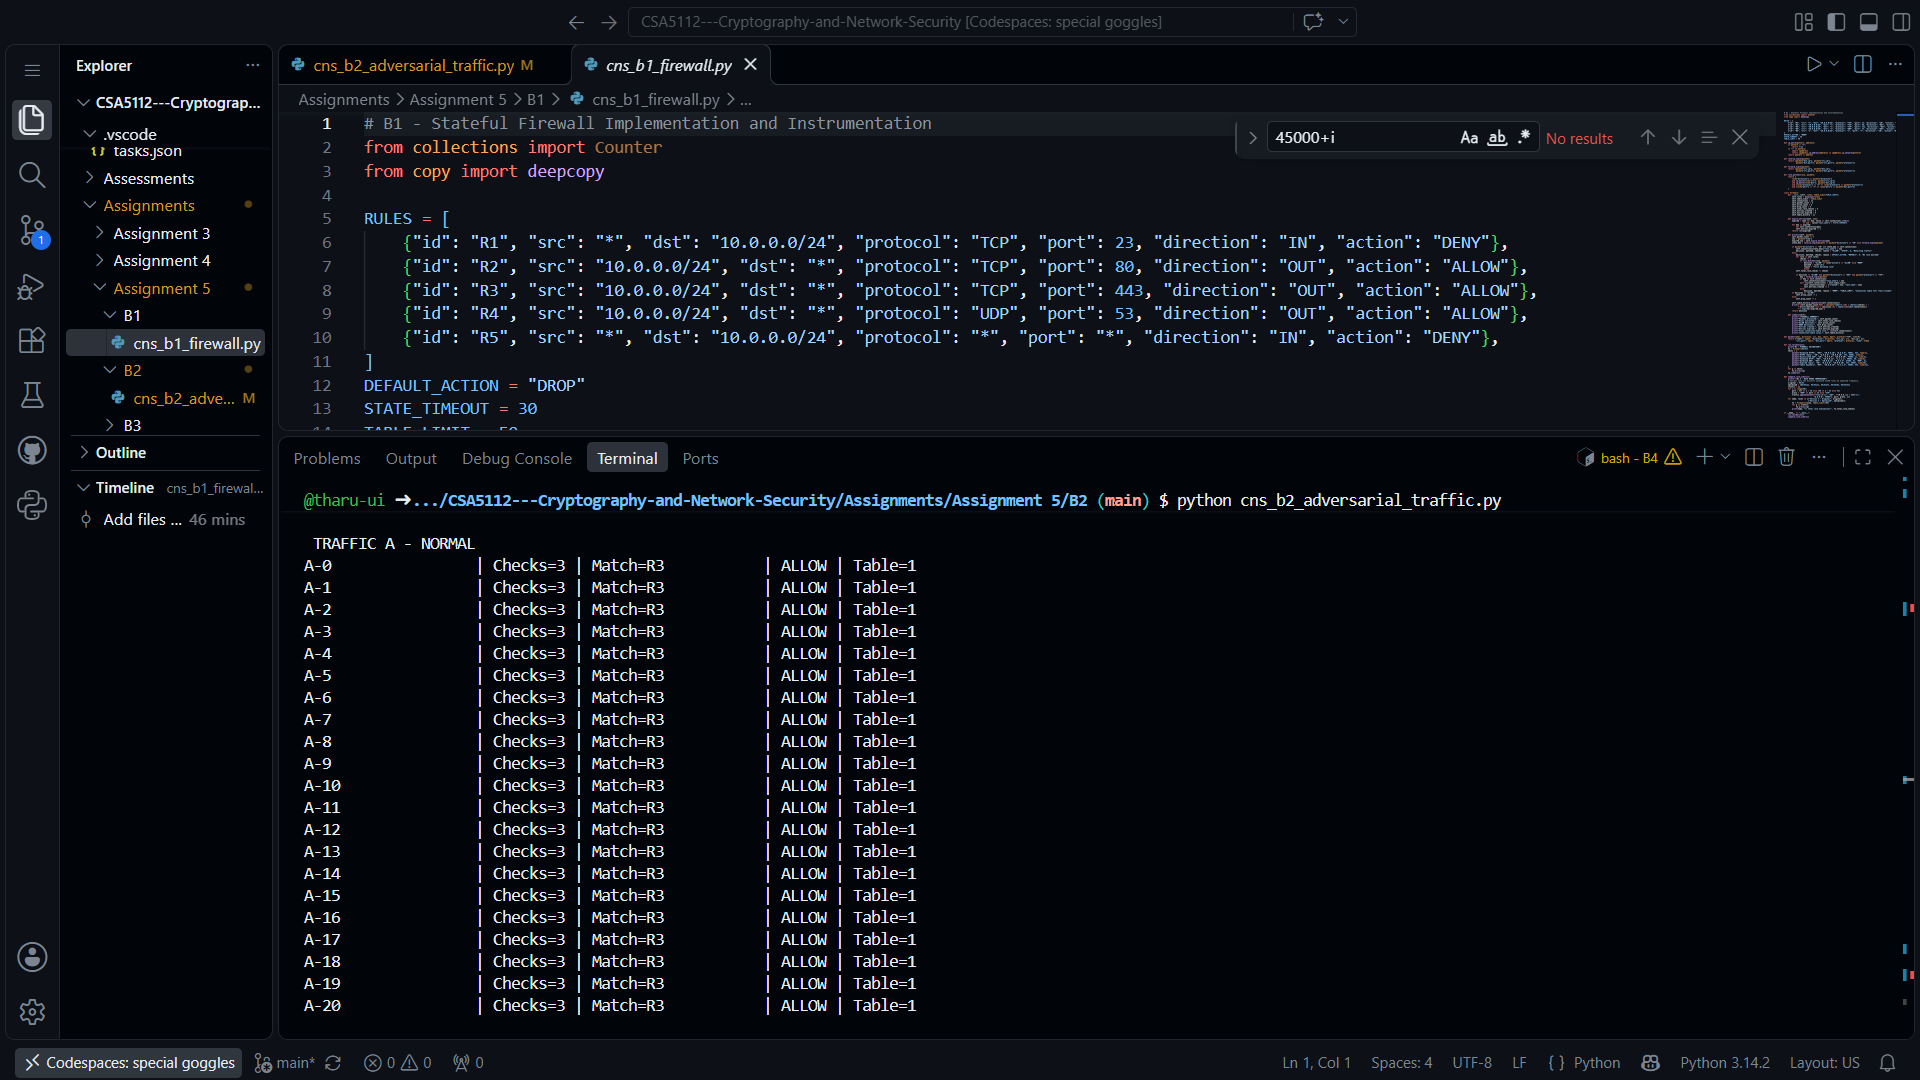 CSA5112---Cryptography-and-Network-Security [Codespaces: special goggles]
Explorer
CSA5112---Cryptograp...
.vscode
tasks.json
Assessments
Assignments
Assignment 3
Assignment 4
Assignment 5
B1
cns_b1_firewall.py
B2
cns_b2_adve... M
B3
Outline
Timeline cns_b1_firewal...
Add files ... 46 mins
1
cns_b2_adversarial_traffic.py M
cns_b1_firewall.py
Assignments > Assignment 5 > B1 > cns_b1_firewall.py > ...
45000+i Aa ab .* No results
1 # B1 - Stateful Firewall Implementation and Instrumentation
2 from collections import Counter
3 from copy import deepcopy
4
5 RULES = [
6 {"id": "R1", "src": "*", "dst": "10.0.0.0/24", "protocol": "TCP", "port": 23, "direction": "IN", "action": "DENY"},
7 {"id": "R2", "src": "10.0.0.0/24", "dst": "*", "protocol": "TCP", "port": 80, "direction": "OUT", "action": "ALLOW"},
8 {"id": "R3", "src": "10.0.0.0/24", "dst": "*", "protocol": "TCP", "port": 443, "direction": "OUT", "action": "ALLOW"},
9 {"id": "R4", "src": "10.0.0.0/24", "dst": "*", "protocol": "UDP", "port": 53, "direction": "OUT", "action": "ALLOW"},
10 {"id": "R5", "src": "*", "dst": "10.0.0.0/24", "protocol": "*", "port": "*", "direction": "IN", "action": "DENY"},
11 ]
12 DEFAULT_ACTION = "DROP"
13 STATE_TIMEOUT = 30
Problems Output Debug Console Terminal Ports
bash - B4
@tharu-ui ➜.../CSA5112---Cryptography-and-Network-Security/Assignments/Assignment 5/B2 (main) $ python cns_b2_adversarial_traffic.py
TRAFFIC A - NORMAL
A-0 | Checks=3 | Match=R3 | ALLOW | Table=1
A-1 | Checks=3 | Match=R3 | ALLOW | Table=1
A-2 | Checks=3 | Match=R3 | ALLOW | Table=1
A-3 | Checks=3 | Match=R3 | ALLOW | Table=1
A-4 | Checks=3 | Match=R3 | ALLOW | Table=1
A-5 | Checks=3 | Match=R3 | ALLOW | Table=1
A-6 | Checks=3 | Match=R3 | ALLOW | Table=1
A-7 | Checks=3 | Match=R3 | ALLOW | Table=1
A-8 | Checks=3 | Match=R3 | ALLOW | Table=1
A-9 | Checks=3 | Match=R3 | ALLOW | Table=1
A-10 | Checks=3 | Match=R3 | ALLOW | Table=1
A-11 | Checks=3 | Match=R3 | ALLOW | Table=1
A-12 | Checks=3 | Match=R3 | ALLOW | Table=1
A-13 | Checks=3 | Match=R3 | ALLOW | Table=1
A-14 | Checks=3 | Match=R3 | ALLOW | Table=1
A-15 | Checks=3 | Match=R3 | ALLOW | Table=1
A-16 | Checks=3 | Match=R3 | ALLOW | Table=1
A-17 | Checks=3 | Match=R3 | ALLOW | Table=1
A-18 | Checks=3 | Match=R3 | ALLOW | Table=1
A-19 | Checks=3 | Match=R3 | ALLOW | Table=1
A-20 | Checks=3 | Match=R3 | ALLOW | Table=1
Codespaces: special goggles main* 0 0 0 Ln 1, Col 1 Spaces: 4 UTF-8 LF { } Python Python 3.14.2 Layout: US